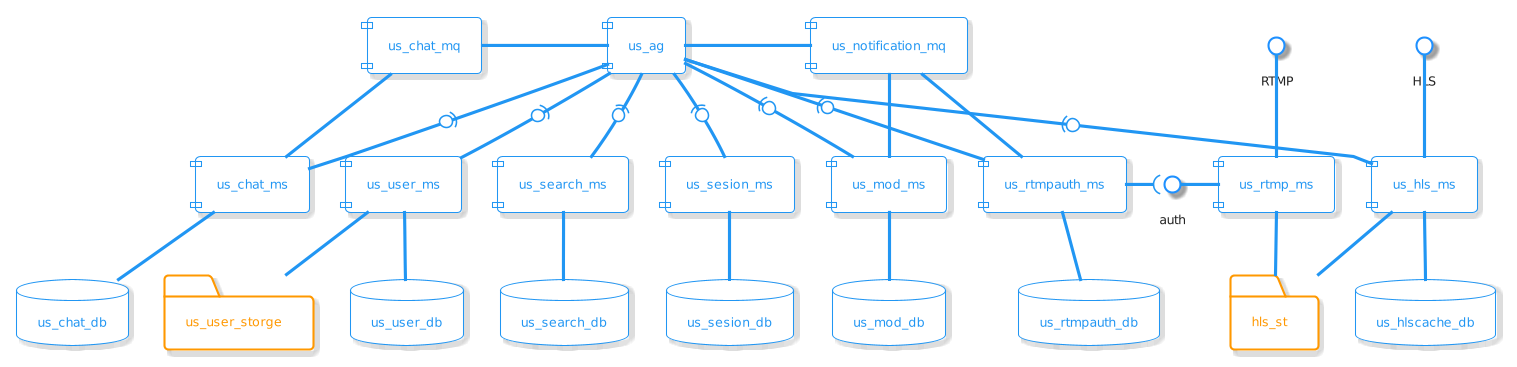 us_chat_mq
us_ag
us_notification_mq
RTMP
HLS
us_chat_ms
us_user_ms
us_search_ms
us_sesion_ms
us_mod_ms
us_rtmpauth_ms
us_rtmp_ms
us_hls_ms
auth
us_chat_db
us_user_storge
us_user_db
us_search_db
us_sesion_db
us_mod_db
us_rtmpauth_db
hls_st
us_hlscache_db